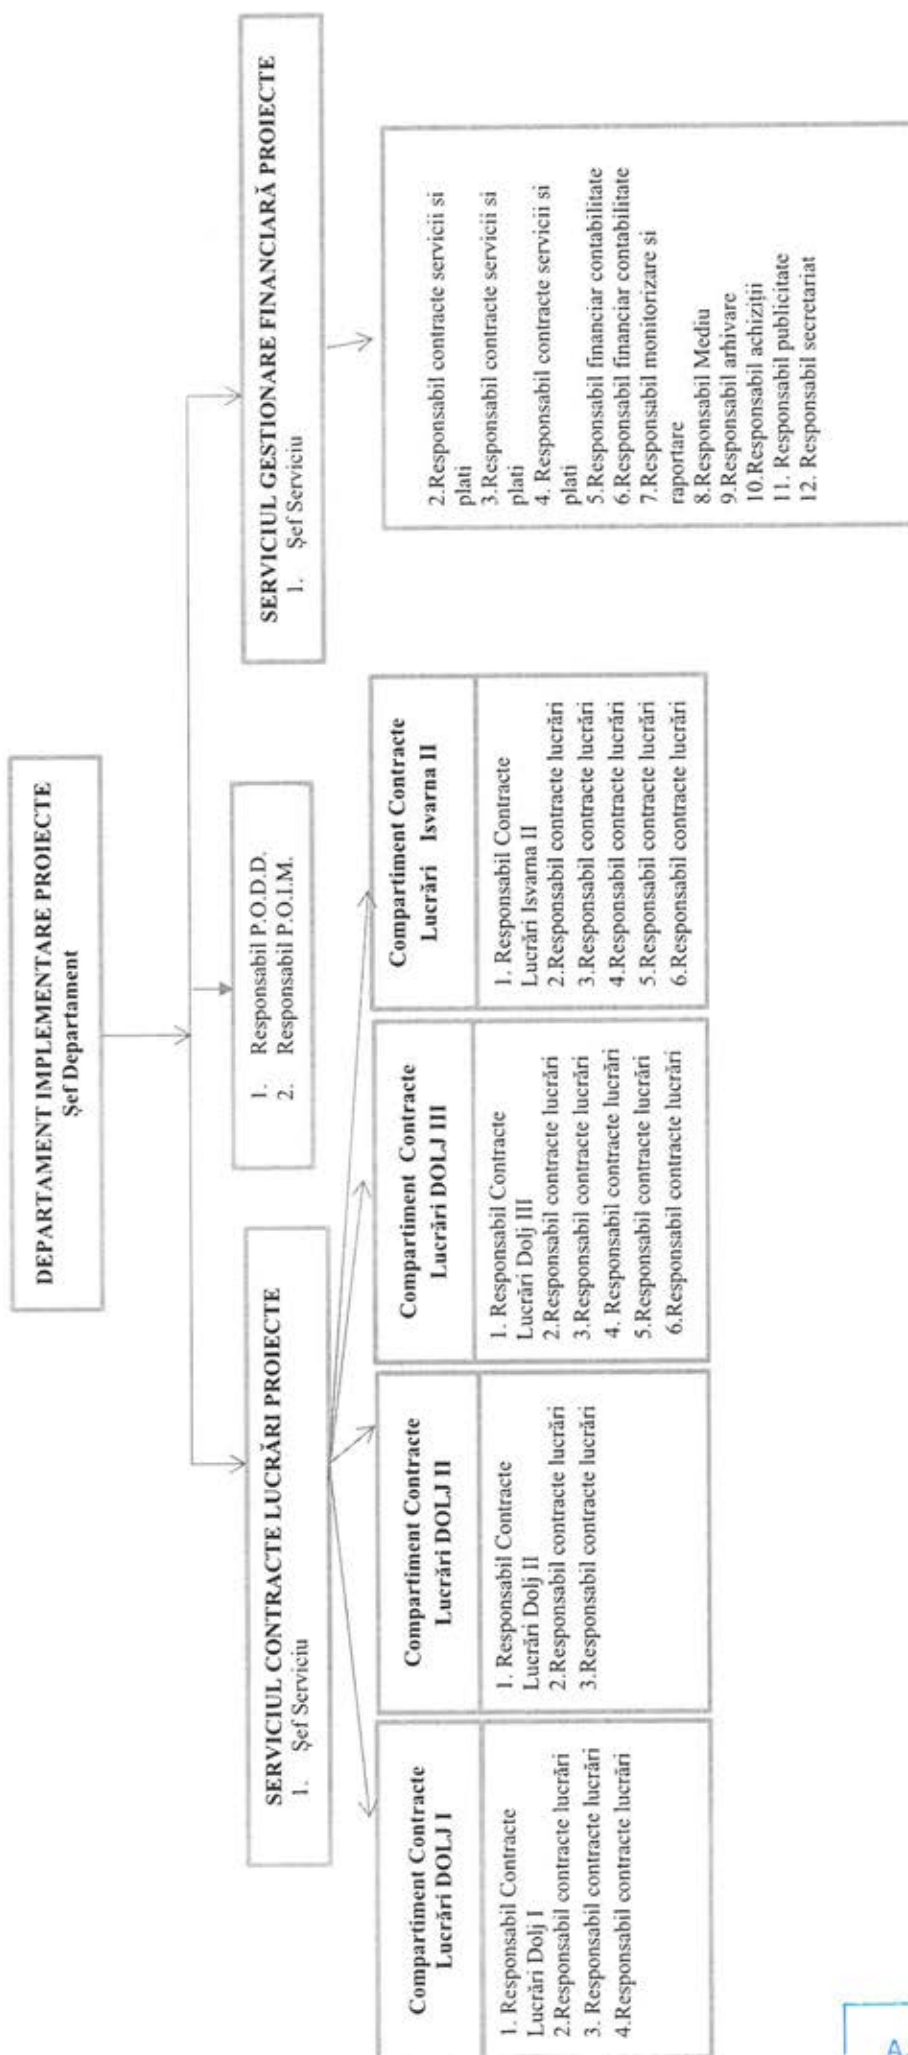 DEPARTAMENT IMPLEMENTARE PROIECTE
Şef Departament
SERVICIUL CONTRACTE LUCRĂRI PROIECTE
1. Şef Serviciu
1. Responsabil P.O.D.D.
2. Responsabil P.O.I.M.
SERVICIUL GESTIONARE FINANCIARĂ PROIECTE
1. Şef Serviciu
Compartiment Contracte
Lucrări DOLJ I
1. Responsabil Contracte
Lucrări Dolj I
2.Responsabil contracte lucrări
3. Responsabil contracte lucrări
4.Responsabil contracte lucrări
Compartiment Contracte
Lucrări DOLJ II
1. Responsabil Contracte
Lucrări Dolj II
2.Responsabil contracte lucrări
3.Responsabil contracte lucrări
Compartiment Contracte
Lucrări DOLJ III
1. Responsabil Contracte
Lucrări Dolj III
2.Responsabil contracte lucrări
3.Responsabil contracte lucrări
4. Responsabil contracte lucrări
5.Responsabil contracte lucrări
6.Responsabil contracte lucrări
Compartiment Contracte
Lucrări Isvarna II
1. Responsabil Contracte
Lucrări Isvarna II
2.Responsabil contracte lucrări
3.Responsabil contracte lucrări
4.Responsabil contracte lucrări
5.Responsabil contracte lucrări
6.Responsabil contracte lucrări
2.Responsabil contracte servicii si
plati
3.Responsabil contracte servicii si
plati
4. Responsabil contracte servicii si
plati
5.Responsabil financiar contabilitate
6.Responsabil financiar contabilitate
7.Responsabil monitorizare si
raportare
8.Responsabil Mediu
9.Responsabil arhivare
10.Responsabil achiziții
11. Responsabil publicitate
12. Responsabil secretariat